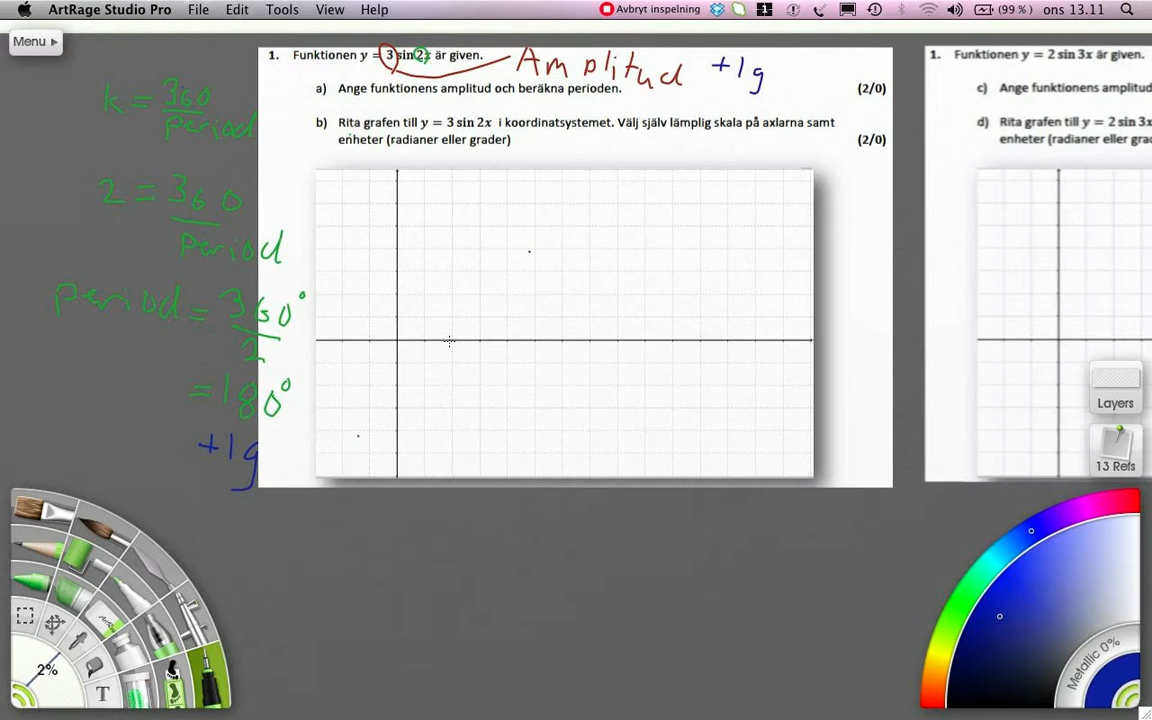 ArtRage Studio Pro File Edit Tools View Help Avbryt inspelning 1 (99 %) ons 13.11
Menu
1. Funktionen y = 3 sin 2x är given.
Amplitud +1g
a) Ange funktionens amplitud och beräkna perioden. (2/0)
b) Rita grafen till y = 3 sin 2x i koordinatsystemet. Välj själv lämplig skala på axlarna samt
enheter (radianer eller grader) (2/0)
k = 360/period
2 = 360/period
period = 360°/2
= 180°
+1g
1. Funktionen y = 2 sin 3x är given.
c) Ange funktionens amplitud
d) Rita grafen till y = 2 sin 3x
enheter (radianer eller gra
Layers
13 Refs
2%
T
Metallic 0%